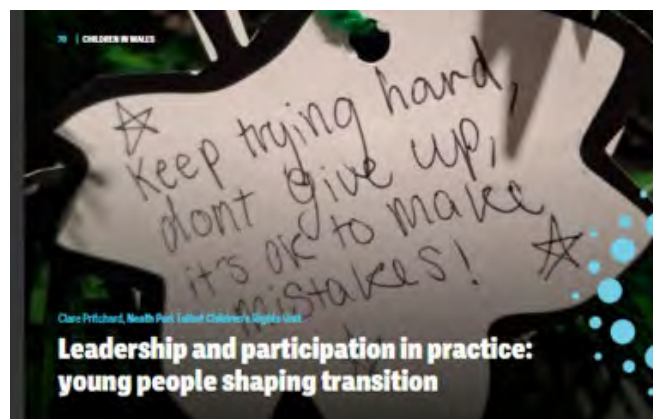 70 | CHILDREN IN WALES
Keep trying hard,
dont give up,
it's ok to make
mistakes!
Clare Pritchard, Neath Port Talbot Children's Rights Unit
Leadership and participation in practice:
young people shaping transition